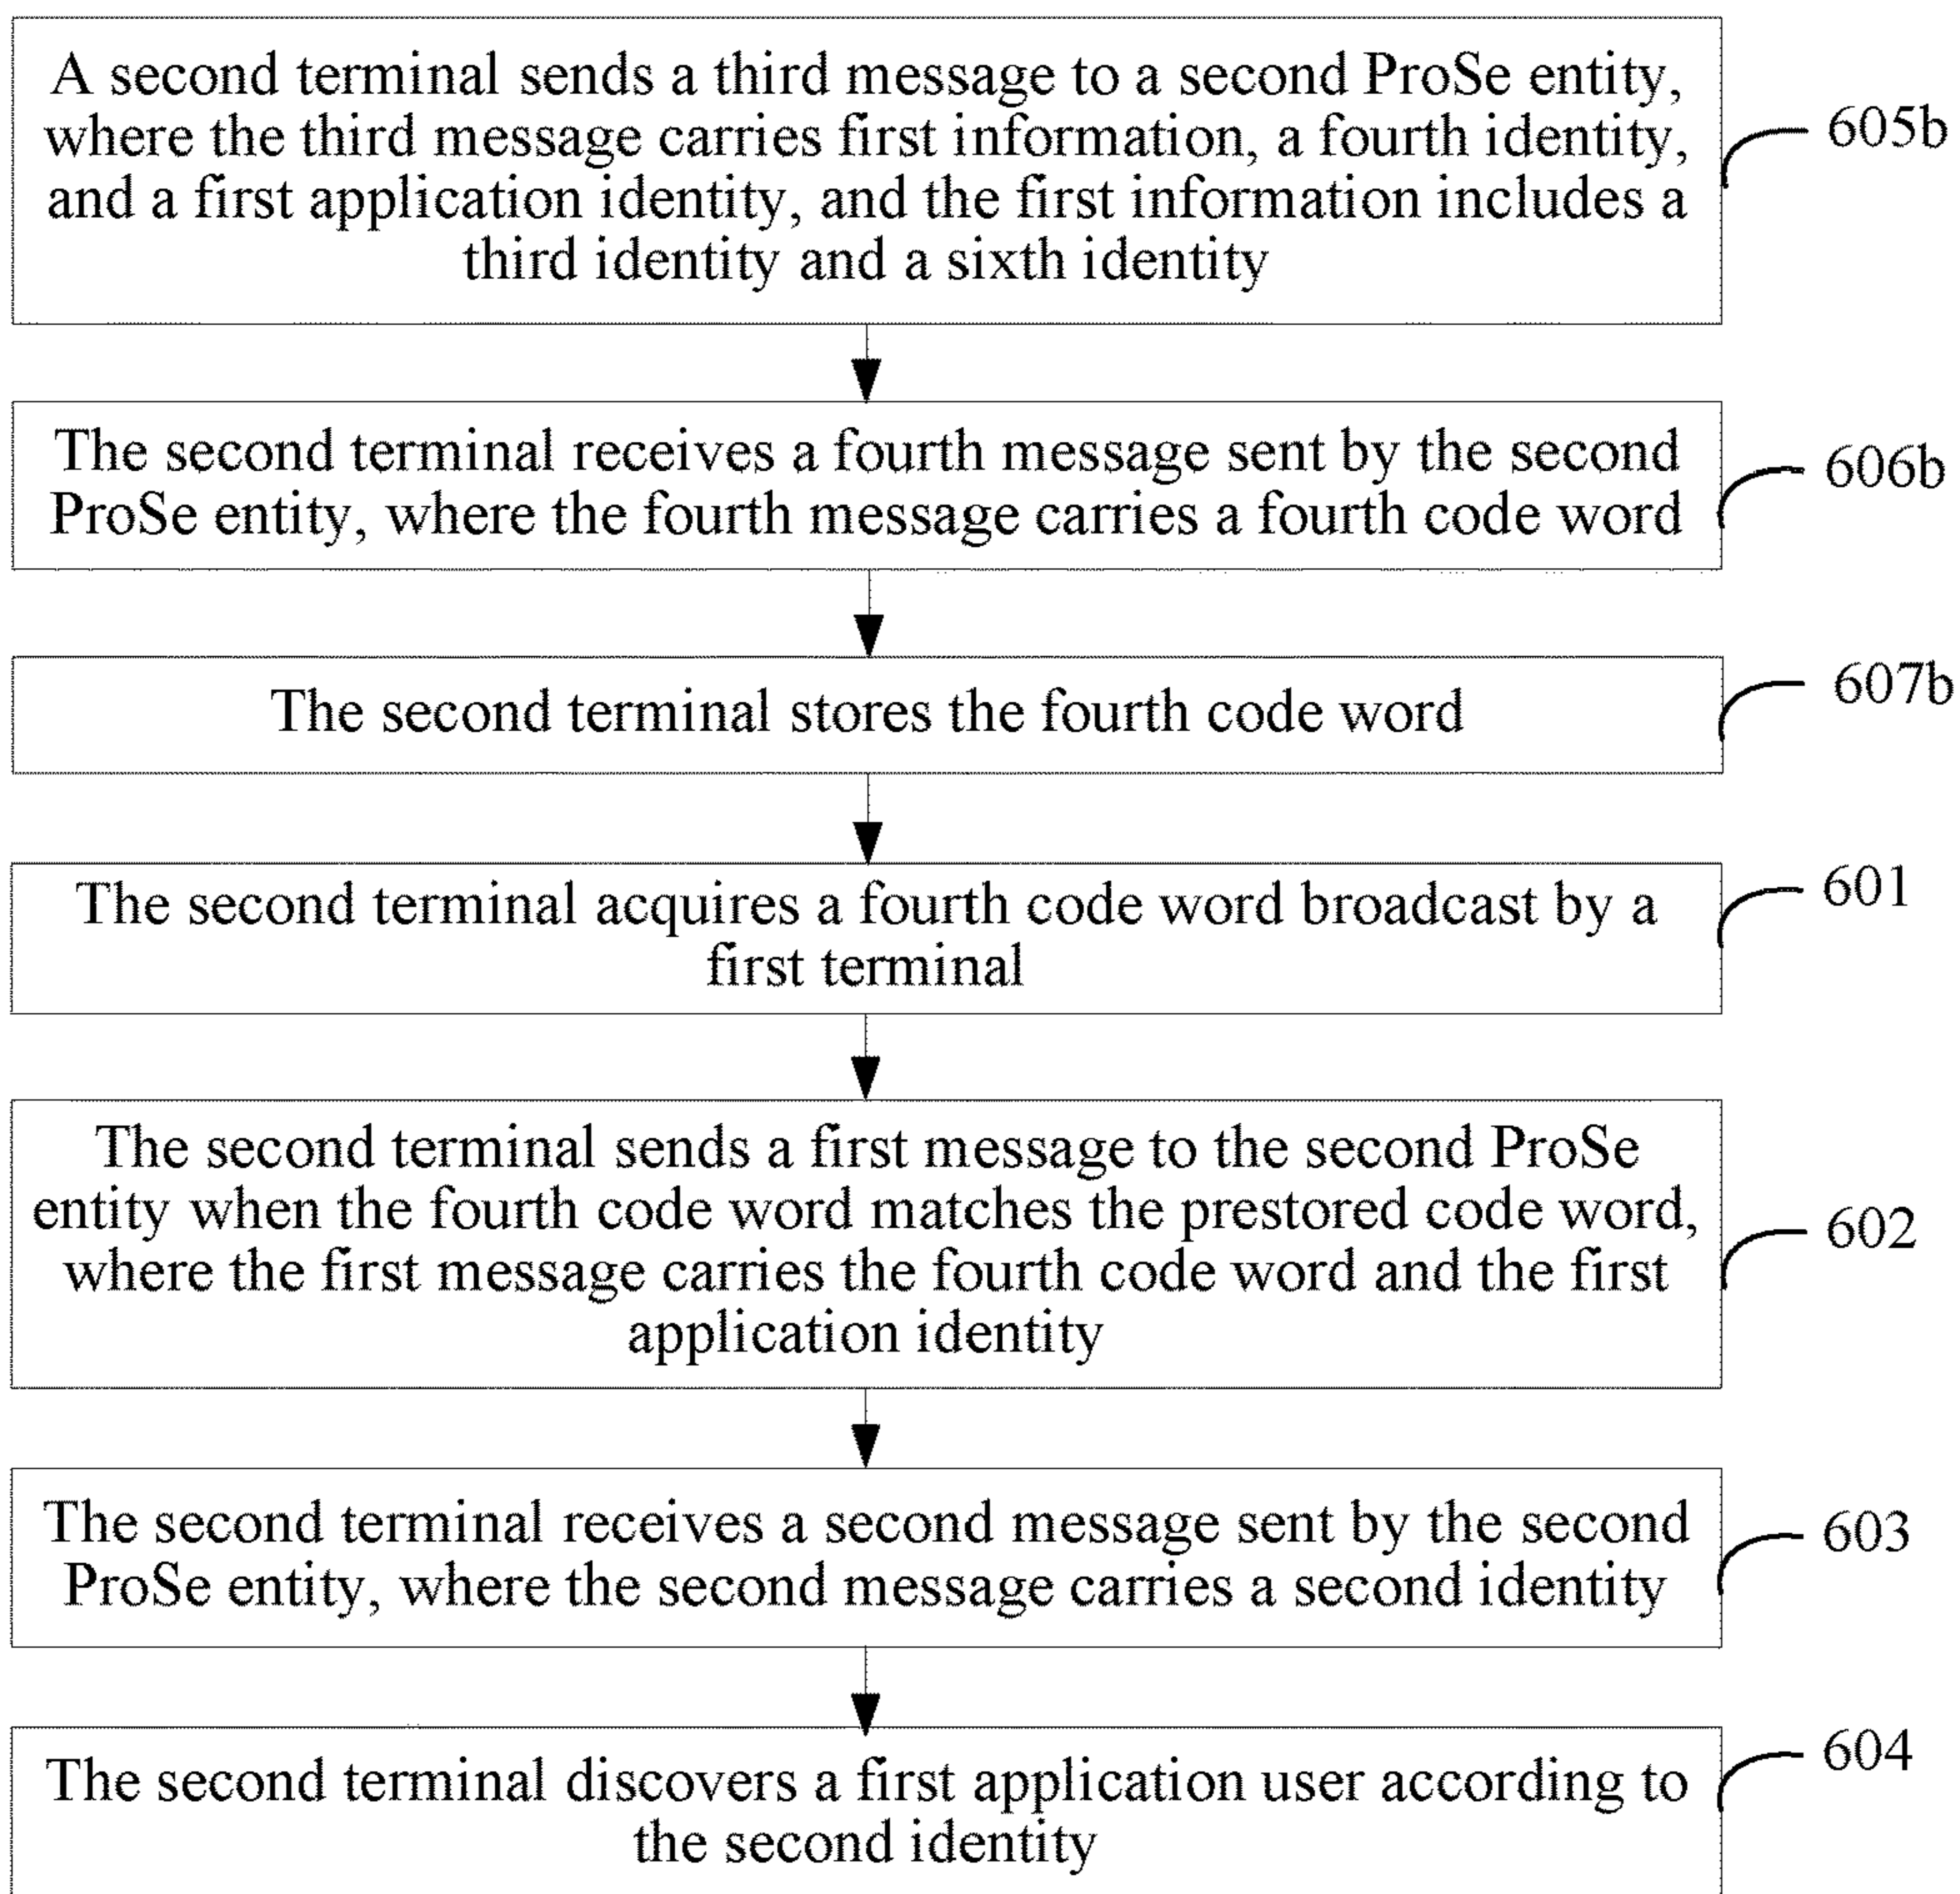 A second terminal sends a third message to a second ProSe entity,
where the third message carries first information, a fourth identity,
and a first application identity, and the first information includes a
third identity and a sixth identity
605b
The second terminal receives a fourth message sent by the second
ProSe entity, where the fourth message carries a fourth code word
606b
The second terminal stores the fourth code word
607b
The second terminal acquires a fourth code word broadcast by a
first terminal
601
The second terminal sends a first message to the second ProSe
entity when the fourth code word matches the prestored code word,
where the first message carries the fourth code word and the first
application identity
602
The second terminal receives a second message sent by the second
ProSe entity, where the second message carries a second identity
603
The second terminal discovers a first application user according to
the second identity
604